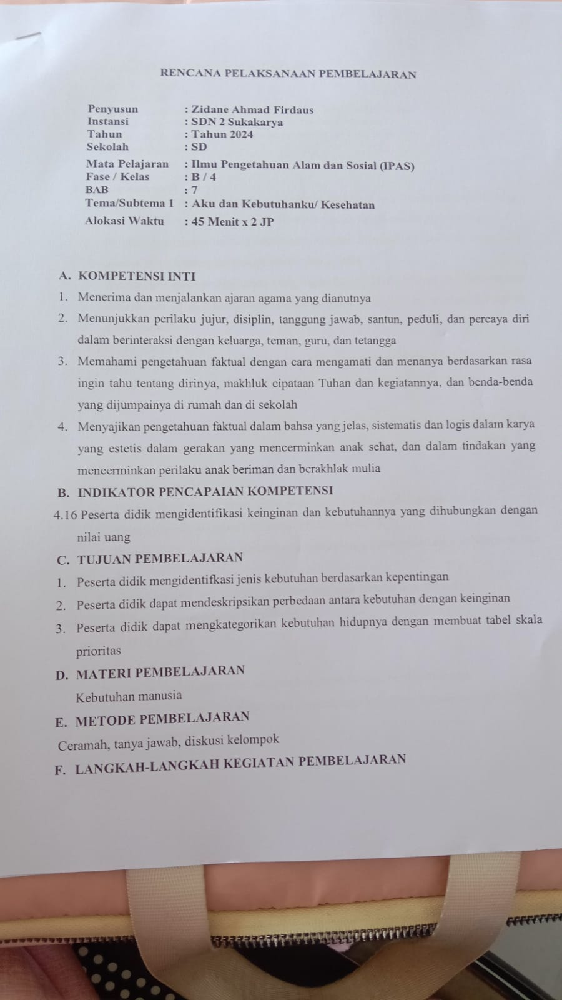 RENCANA PELAKSANAAN PEMBELAJARAN
Penyusun : Zidane Ahmad Firdaus
Instansi : SDN 2 Sukakarya
Tahun : Tahun 2024
Sekolah : SD
Mata Pelajaran : Ilmu Pengetahuan Alam dan Sosial (IPAS)
Fase / Kelas : B / 4
BAB : 7
Tema/Subtema 1 : Aku dan Kebutuhanku/ Kesehatan
Alokasi Waktu : 45 Menit x 2 JP
A. KOMPETENSI INTI
1. Menerima dan menjalankan ajaran agama yang dianutnya
2. Menunjukkan perilaku jujur, disiplin, tanggung jawab, santun, peduli, dan percaya diri
dalam berinteraksi dengan keluarga, teman, guru, dan tetangga
3. Memahami pengetahuan faktual dengan cara mengamati dan menanya berdasarkan rasa
ingin tahu tentang dirinya, makhluk cipataan Tuhan dan kegiatannya, dan benda-benda
yang dijumpainya di rumah dan di sekolah
4. Menyajikan pengetahuan faktual dalam bahsa yang jelas, sistematis dan logis dalam karya
yang estetis dalam gerakan yang mencerminkan anak sehat, dan dalam tindakan yang
mencerminkan perilaku anak beriman dan berakhlak mulia
B. INDIKATOR PENCAPAIAN KOMPETENSI
4.16 Peserta didik mengidentifikasi keinginan dan kebutuhannya yang dihubungkan dengan
nilai uang
C. TUJUAN PEMBELAJARAN
1. Peserta didik mengidentifkasi jenis kebutuhan berdasarkan kepentingan
2. Peserta didik dapat mendeskripsikan perbedaan antara kebutuhan dengan keinginan
3. Peserta didik dapat mengkategorikan kebutuhan hidupnya dengan membuat tabel skala
prioritas
D. MATERI PEMBELAJARAN
Kebutuhan manusia
E. METODE PEMBELAJARAN
Ceramah, tanya jawab, diskusi kelompok
F. LANGKAH-LANGKAH KEGIATAN PEMBELAJARAN